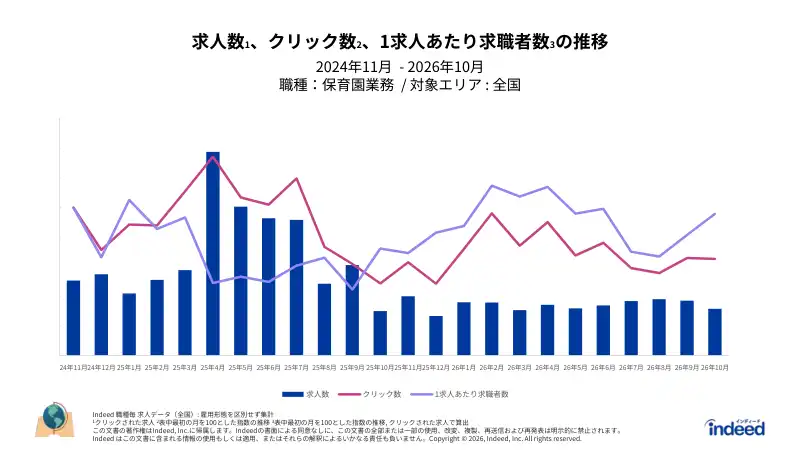 求人数1、クリック数2、1求人あたり求職者数3の推移
2024年11月 - 2026年10月
職種：保育園業務 / 対象エリア : 全国
24年11月 24年12月 25年1月 25年2月 25年3月 25年4月 25年5月 25年6月 25年7月 25年8月 25年9月 25年10月 25年11月 25年12月 26年1月 26年2月 26年3月 26年4月 26年5月 26年6月 26年7月 26年8月 26年9月 26年10月
求人数 クリック数 1求人あたり求職者数
Indeed 職種毎 求人データ（全国）: 雇用形態を区別せず集計
¹クリックされた求人 ²表中最初の月を100とした指数の推移 ³表中最初の月を100とした指数の推移, クリックされた求人で算出
この文書の著作権はIndeed, Inc.に帰属します。Indeedの書面による同意なしに、この文書の全部または一部の使用、改変、複製、再送信および再発表は明示的に禁止されます。
Indeed はこの文書に含まれる情報の使用もしくは適用、またはそれらの解釈によるいかなる責任も負いません。Copyright © 2026, Indeed, Inc. All rights reserved.
インディード
indeed